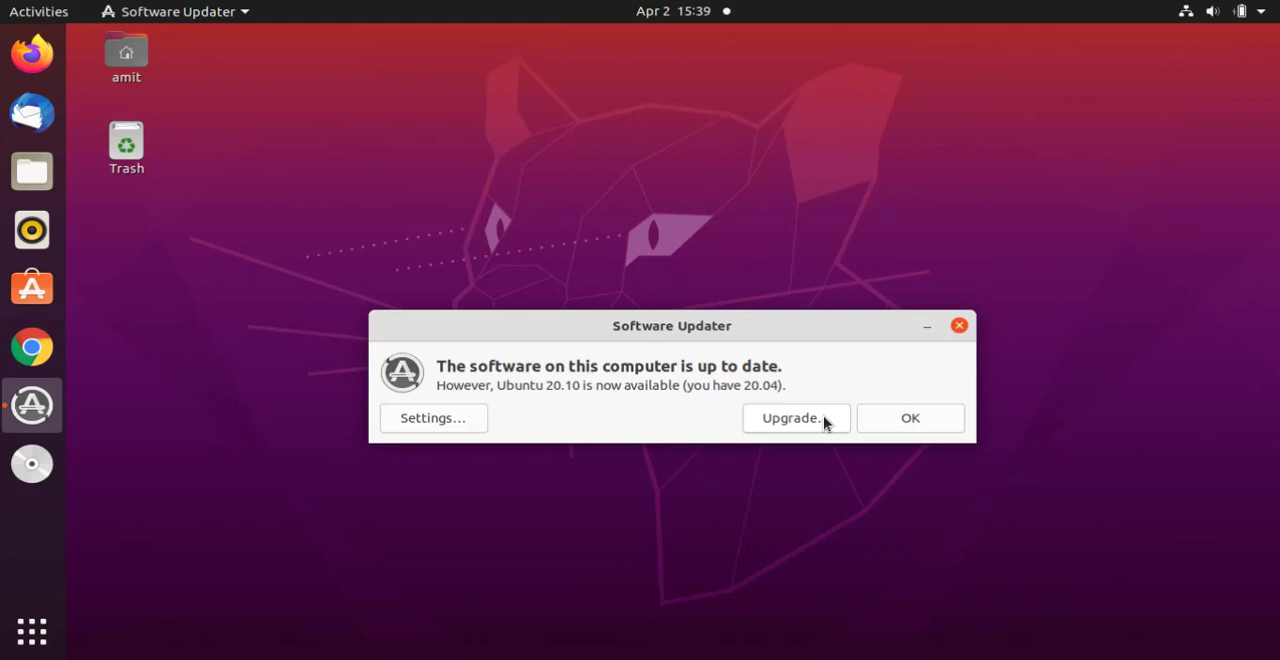 Activities
Software Updater
Apr 2 15:39
amit
Trash
Software Updater
The software on this computer is up to date.
However, Ubuntu 20.10 is now available (you have 20.04).
Settings...
Upgrade.
OK